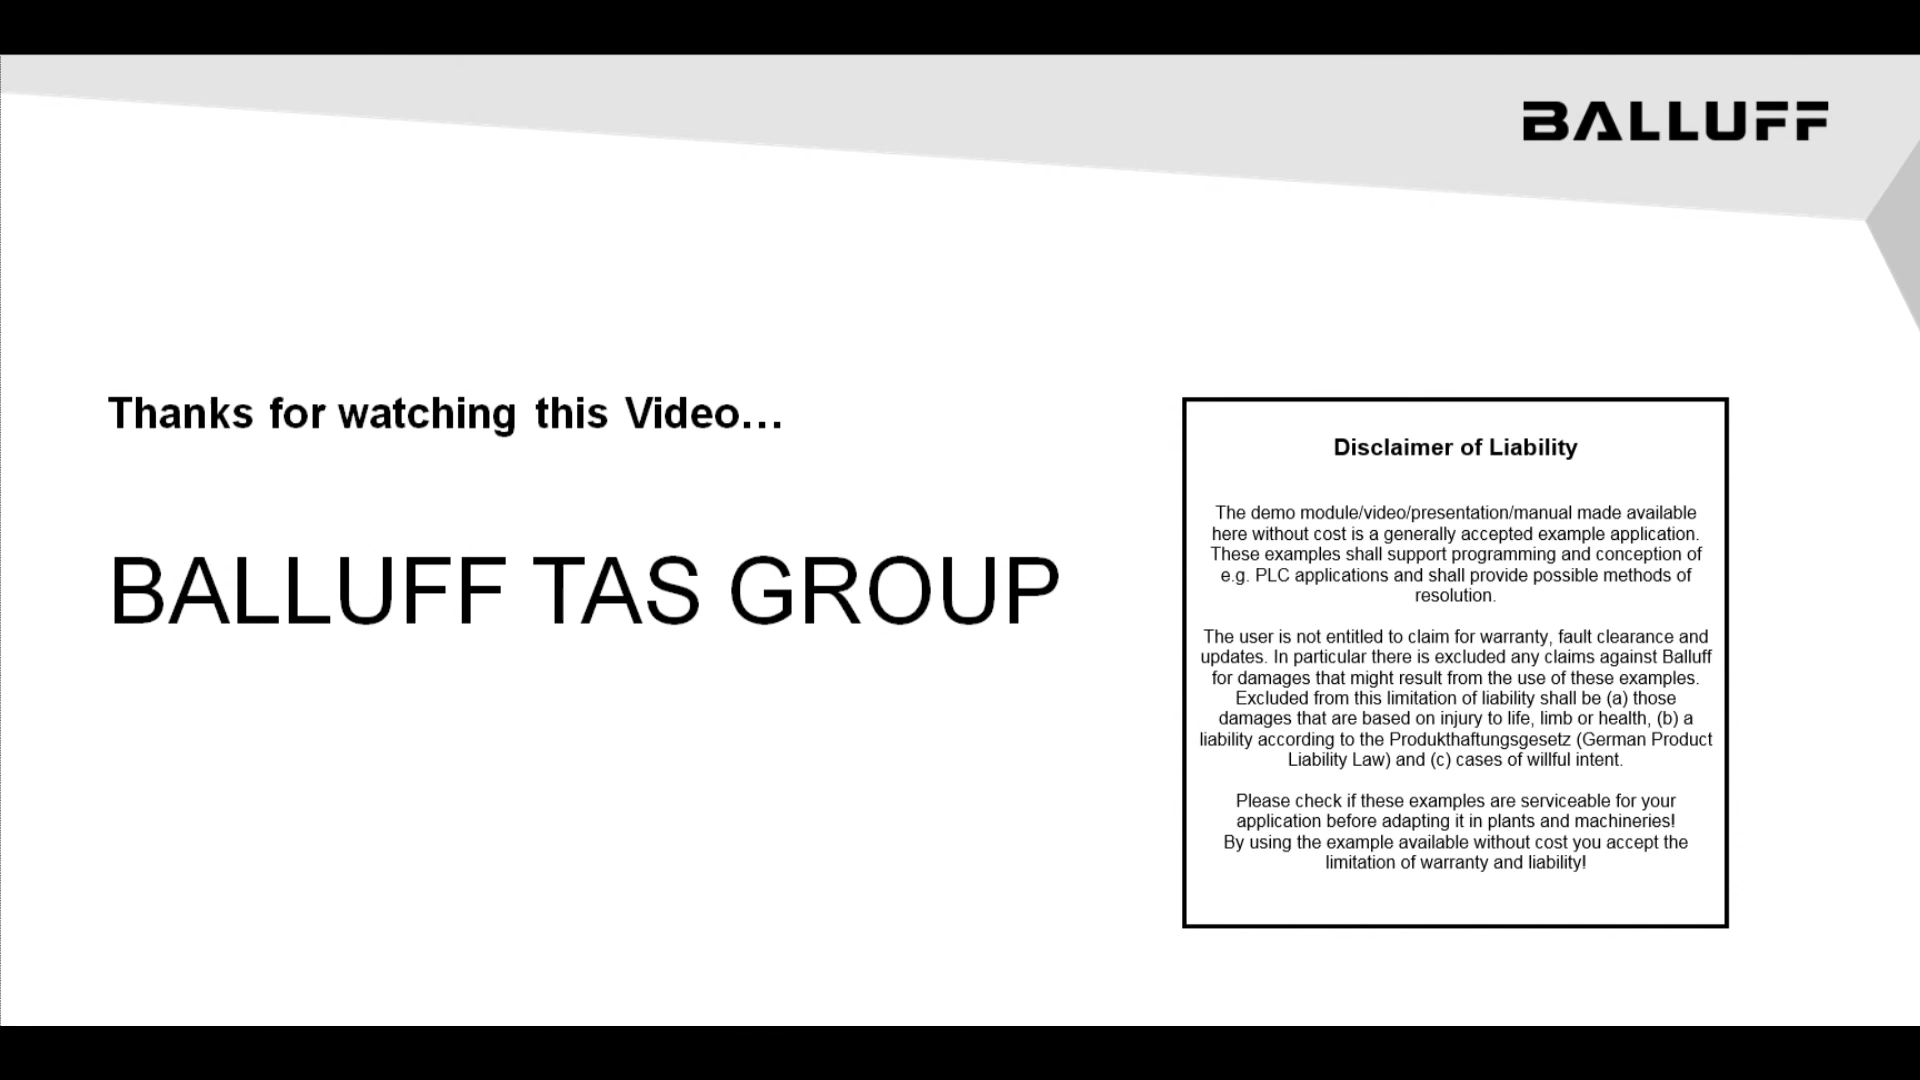 BALLUFF
Thanks for watching this Video...
BALLUFF TAS GROUP
Disclaimer of Liability
The demo module/video/presentation/manual made available
here without cost is a generally accepted example application.
These examples shall support programming and conception of
e.g. PLC applications and shall provide possible methods of
resolution.
The user is not entitled to claim for warranty, fault clearance and
updates. In particular there is excluded any claims against Balluff
for damages that might result from the use of these examples.
Excluded from this limitation of liability shall be (a) those
damages that are based on injury to life, limb or health, (b) a
liability according to the Produkthaftungsgesetz (German Product
Liability Law) and (c) cases of willful intent.
Please check if these examples are serviceable for your
application before adapting it in plants and machineries!
By using the example available without cost you accept the
limitation of warranty and liability!